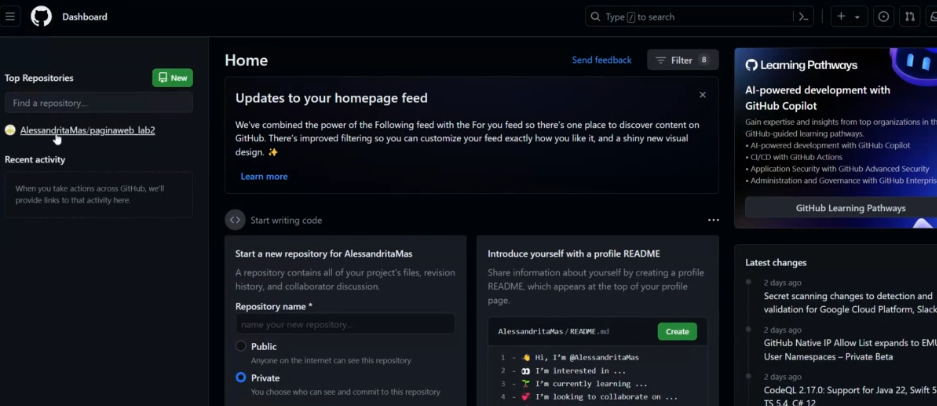 Dashboard
Type / to search
Top Repositories
New
Find a repository...
AlessandritaMas/paginaweb_lab2
Recent activity
When you take actions across GitHub, we'll
provide links to that activity here.
Home
Send feedback
Filter 8
Updates to your homepage feed
We've combined the power of the Following feed with the For you feed so there's one place to discover content on
GitHub. There's improved filtering so you can customize your feed exactly how you like it, and a shiny new visual
design. ✨
Learn more
Start writing code
Start a new repository for AlessandritaMas
A repository contains all of your project's files, revision
history, and collaborator discussion.
Repository name *
name your new repository...
Public
Anyone on the internet can see this repository
Private
You choose who can see and commit to this repository
Introduce yourself with a profile README
Share information about yourself by creating a profile
README, which appears at the top of your profile
page.
AlessandritaMas / README.md
Create
1 - 👋 Hi, I'm @AlessandritaMas
2 - 👀 I'm interested in ...
3 - 🌱 I'm currently learning ...
4 - 💞️ I'm looking to collaborate on ...
Learning Pathways
AI-powered development with
GitHub Copilot
Gain expertise and insights from top organizations in th
GitHub-guided learning pathways.
• AI-powered development with GitHub Copilot
• CI/CD with GitHub Actions
• Application Security with GitHub Advanced Security
• Administration and Governance with GitHub Enterpris
GitHub Learning Pathways
Latest changes
2 days ago
Secret scanning changes to detection and
validation for Google Cloud Platform, Slack
2 days ago
GitHub Native IP Allow List expands to EMU
User Namespaces – Private Beta
2 days ago
CodeQL 2.17.0: Support for Java 22, Swift 5
TS 5.4, C# 12